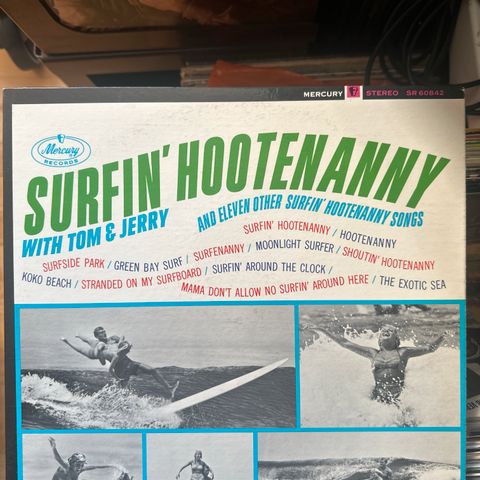 MERCURY STEREO SR 60842
Mercury
RECORDS
SURFIN' HOOTENANNY
WITH TOM & JERRY
AND ELEVEN OTHER SURFIN' HOOTENANNY SONGS
SURFIN' HOOTENANNY / HOOTENANNY
SURFSIDE PARK / GREEN BAY SURF / SURFENANNY / MOONLIGHT SURFER / SHOUTIN' HOOTENANNY
KOKO BEACH / STRANDED ON MY SURFBOARD / SURFIN' AROUND THE CLOCK /
MAMA DON'T ALLOW NO SURFIN' AROUND HERE / THE EXOTIC SEA